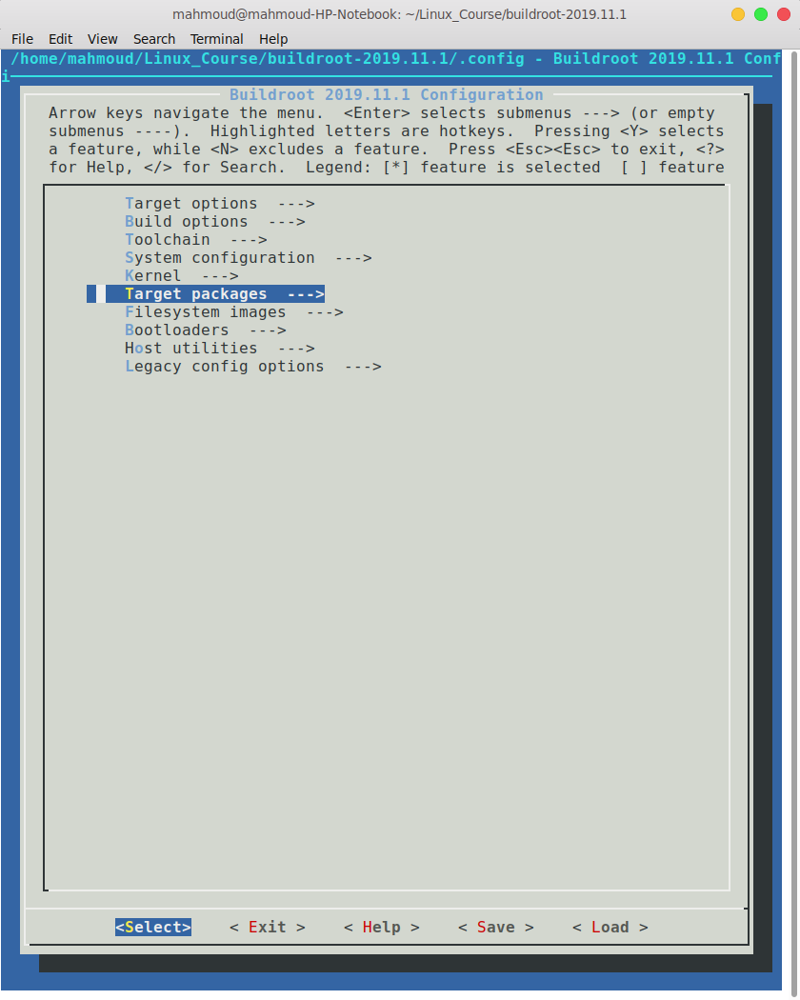 mahmoud@mahmoud-HP-Notebook: ~/Linux_Course/buildroot-2019.11.1
File Edit View Search Terminal Help
/home/mahmoud/Linux_Course/buildroot-2019.11.1/.config - Buildroot 2019.11.1 Conf
i
Buildroot 2019.11.1 Configuration
Arrow keys navigate the menu.  <Enter> selects submenus ---> (or empty
submenus ----).  Highlighted letters are hotkeys.  Pressing <Y> selects
a feature, while <N> excludes a feature.  Press <Esc><Esc> to exit, <?>
for Help, </> for Search.  Legend: [*] feature is selected  [ ] feature
Target options  --->
Build options  --->
Toolchain  --->
System configuration  --->
Kernel  --->
Target packages  --->
Filesystem images  --->
Bootloaders  --->
Host utilities  --->
Legacy config options  --->
<Select>    < Exit >    < Help >    < Save >    < Load >